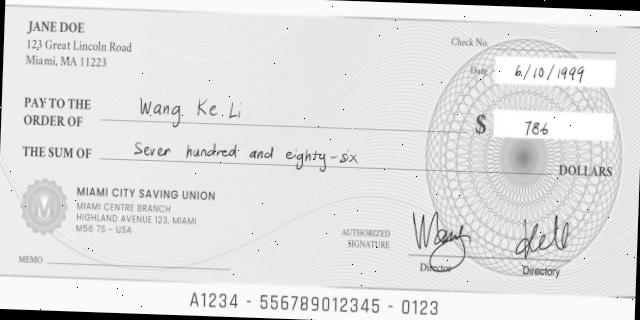 JANE DOE
123 Great Lincoln Road
Miami, MA 11223
Check No.
Date 6/10/1999
PAY TO THE
ORDER OF Wang Ke Li
$ 786
THE SUM OF Seven hundred and eighty-six DOLLARS
M
MIAMI CITY SAVING UNION
MIAMI CENTRE BRANCH
HIGHLAND AVENUE 123, MIAMI
M56 7S - USA
AUTHORIZED
SIGNATURE
Director
Directory
MEMO
A1234 - 556789012345 - 0123